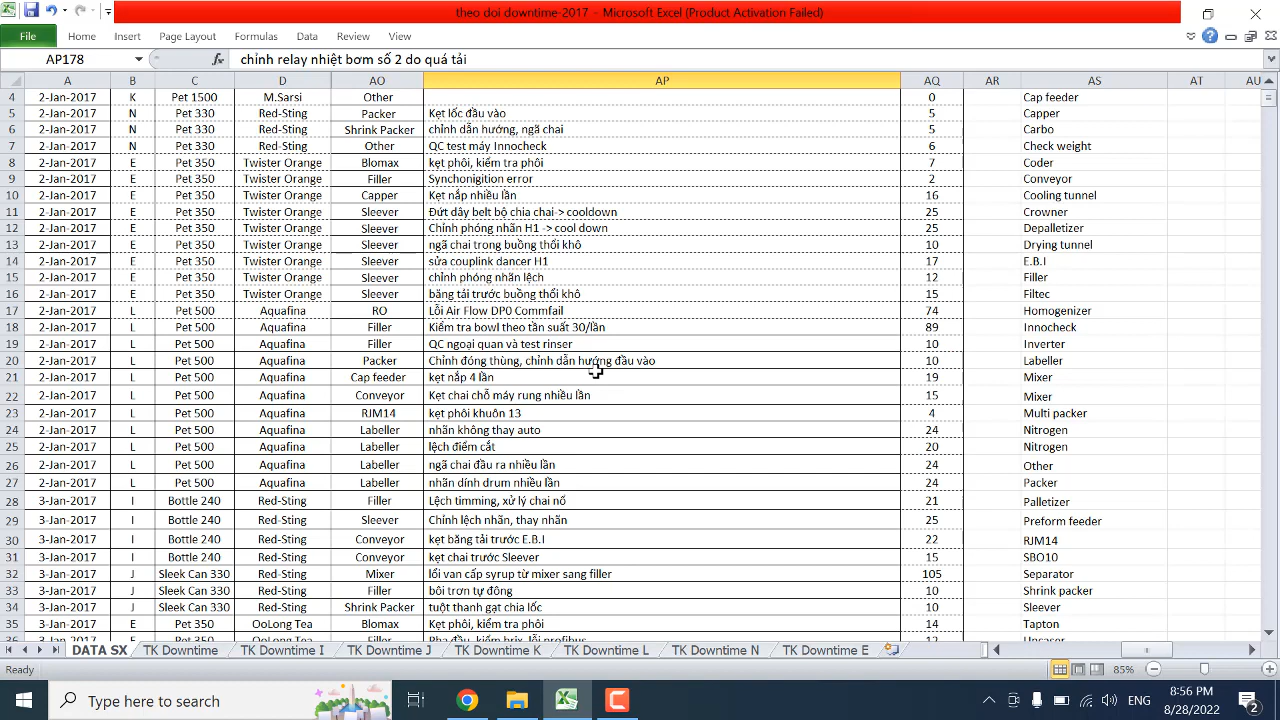 theo doi downtime-2017 - Microsoft Excel (Product Activation Failed)
File Home Insert Page Layout Formulas Data Review View
AP178 fx chỉnh relay nhiệt bơm số 2 do quá tải
A B C D AO AP AQ AR AS AT AU
4 2-Jan-2017 K Pet 1500 M.Sarsi Other 0 Cap feeder
5 2-Jan-2017 N Pet 330 Red-Sting Packer Kẹt lốc đầu vào 5 Capper
6 2-Jan-2017 N Pet 330 Red-Sting Shrink Packer chỉnh dẫn hướng, ngã chai 5 Carbo
7 2-Jan-2017 N Pet 330 Red-Sting Other QC test máy Innocheck 6 Check weight
8 2-Jan-2017 E Pet 350 Twister Orange Blomax kẹt phôi, kiểm tra phôi 7 Coder
9 2-Jan-2017 E Pet 350 Twister Orange Filler Synchonigition error 2 Conveyor
10 2-Jan-2017 E Pet 350 Twister Orange Capper Kẹt nắp nhiều lần 16 Cooling tunnel
11 2-Jan-2017 E Pet 350 Twister Orange Sleever Đứt dây belt bộ chia chai-> cooldown 25 Crowner
12 2-Jan-2017 E Pet 350 Twister Orange Sleever Chỉnh phóng nhãn H1 -> cool down 25 Depalletizer
13 2-Jan-2017 E Pet 350 Twister Orange Sleever ngã chai trong buồng thổi khô 10 Drying tunnel
14 2-Jan-2017 E Pet 350 Twister Orange Sleever sửa couplink dancer H1 17 E.B.I
15 2-Jan-2017 E Pet 350 Twister Orange Sleever chỉnh phóng nhãn lệch 12 Filler
16 2-Jan-2017 E Pet 350 Twister Orange Sleever băng tải trước buồng thổi khô 15 Filtec
17 2-Jan-2017 L Pet 500 Aquafina RO Lỗi Air Flow DP0 Commfail 74 Homogenizer
18 2-Jan-2017 L Pet 500 Aquafina Filler Kiểm tra bowl theo tần suất 30/lần 89 Innocheck
19 2-Jan-2017 L Pet 500 Aquafina Filler QC ngoại quan và test rinser 10 Inverter
20 2-Jan-2017 L Pet 500 Aquafina Packer Chỉnh đóng thùng, chỉnh dẫn hướng đầu vào 10 Labeller
21 2-Jan-2017 L Pet 500 Aquafina Cap feeder kẹt nắp 4 lần 19 Mixer
22 2-Jan-2017 L Pet 500 Aquafina Conveyor Kẹt chai chỗ máy rung nhiều lần 15 Mixer
23 2-Jan-2017 L Pet 500 Aquafina RJM14 kẹt phôi khuôn 13 4 Multi packer
24 2-Jan-2017 L Pet 500 Aquafina Labeller nhãn không thay auto 24 Nitrogen
25 2-Jan-2017 L Pet 500 Aquafina Labeller lệch điểm cắt 20 Nitrogen
26 2-Jan-2017 L Pet 500 Aquafina Labeller ngã chai đầu ra nhiều lần 24 Other
27 2-Jan-2017 L Pet 500 Aquafina Labeller nhãn dính drum nhiều lần 24 Packer
28 3-Jan-2017 I Bottle 240 Red-Sting Filler Lệch timming, xử lý chai nổ 21 Palletizer
29 3-Jan-2017 I Bottle 240 Red-Sting Sleever Chỉnh lệch nhãn, thay nhãn 25 Preform feeder
30 3-Jan-2017 I Bottle 240 Red-Sting Conveyor kẹt băng tải trước E.B.I 22 RJM14
31 3-Jan-2017 I Bottle 240 Red-Sting Conveyor kẹt chai trước Sleever 15 SBO10
32 3-Jan-2017 J Sleek Can 330 Red-Sting Mixer lổi van cấp syrup từ mixer sang filler 105 Separator
33 3-Jan-2017 J Sleek Can 330 Red-Sting Filler bôi trơn tự động 10 Shrink packer
34 3-Jan-2017 J Sleek Can 330 Red-Sting Shrink Packer tuột thanh gạt chia lốc 10 Sleever
35 3-Jan-2017 E Pet 350 OoLong Tea Blomax Kẹt phôi, kiểm tra phôi 14 Tapton
36 3-Jan-2017 E Pet 350 OoLong Tea Filler Pha đầu, kiểm brix, lỗi profibus 12 Upcaser
DATA SX TK Downtime TK Downtime I TK Downtime J TK Downtime K TK Downtime L TK Downtime N TK Downtime E
Ready 85%
Type here to search ENG 8:56 PM 8/28/2022 2